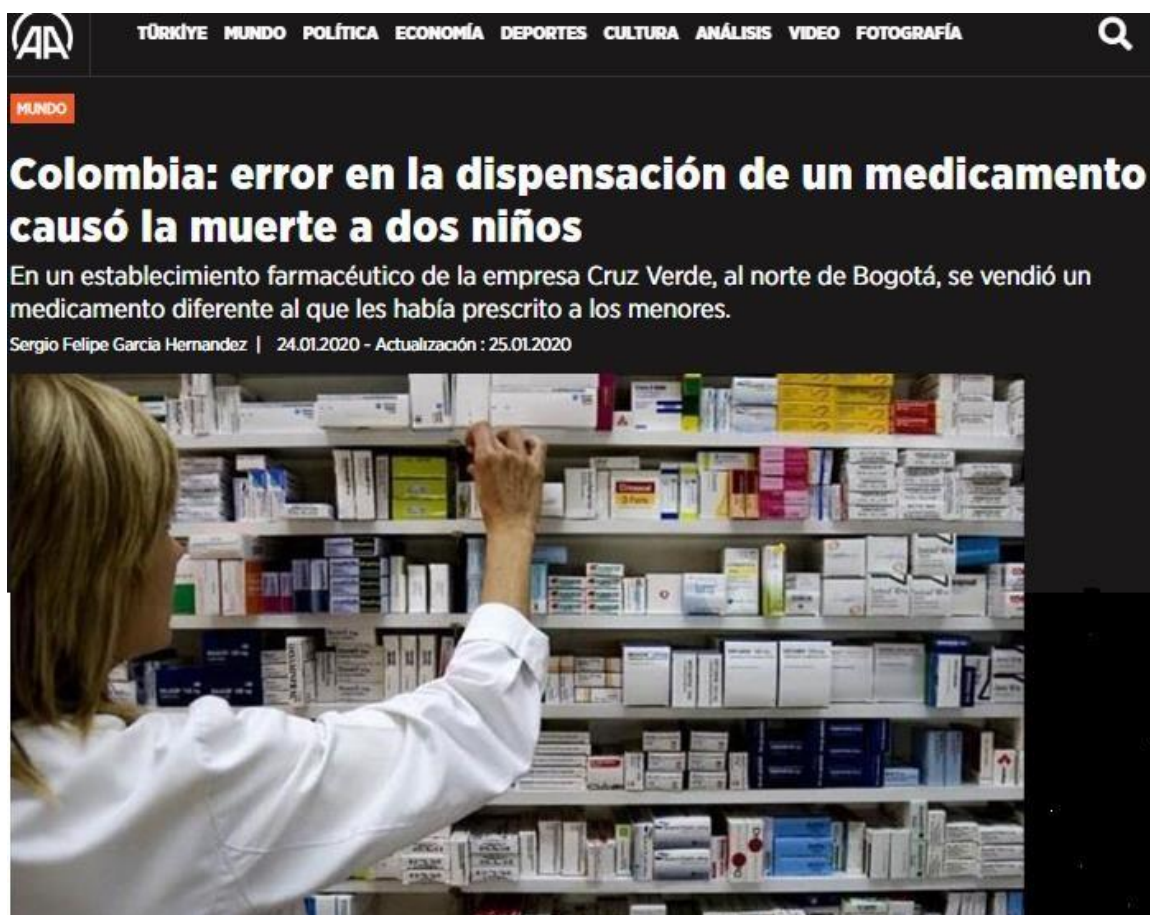 AA
TÜRKİYE MUNDO POLÍTICA ECONOMÍA DEPORTES CULTURA ANÁLISIS VIDEO FOTOGRAFÍA
MUNDO
Colombia: error en la dispensación de un medicamento
causó la muerte a dos niños
En un establecimiento farmacéutico de la empresa Cruz Verde, al norte de Bogotá, se vendió un
medicamento diferente al que les había prescrito a los menores.
Sergio Felipe Garcia Hernandez | 24.01.2020 - Actualización : 25.01.2020